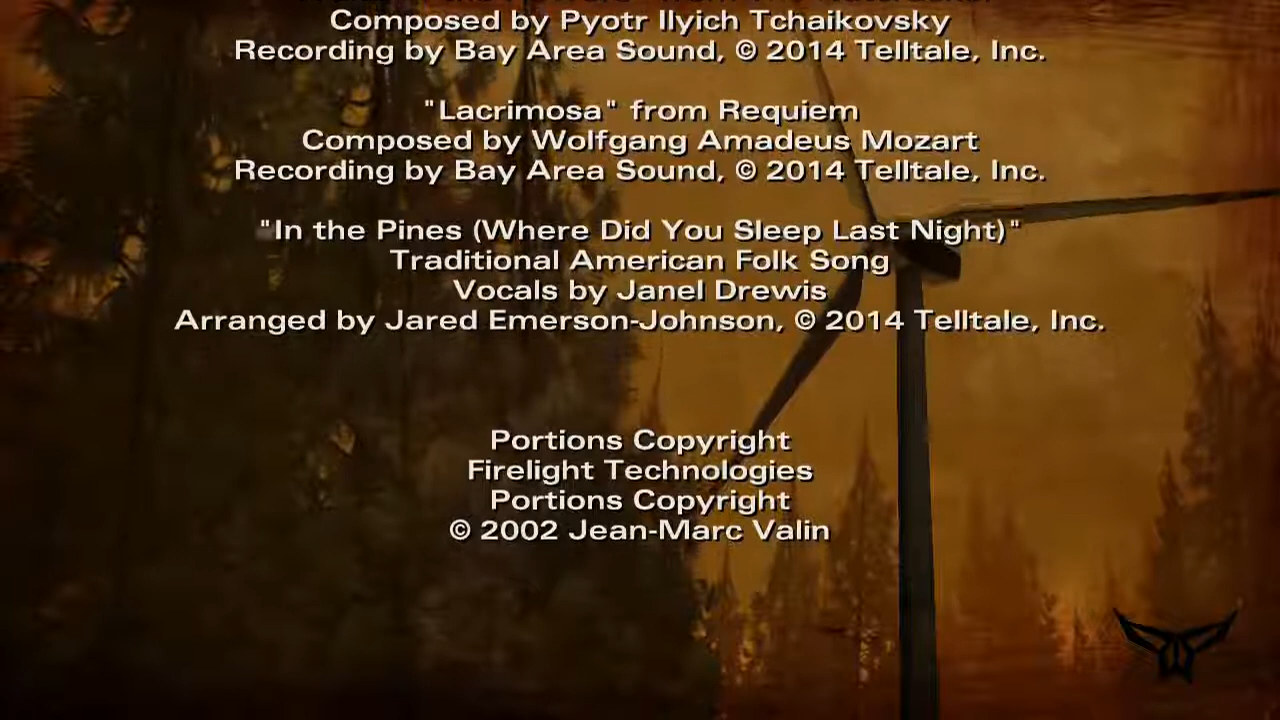 Composed by Pyotr Ilyich Tchaikovsky
Recording by Bay Area Sound, © 2014 Telltale, Inc.
"Lacrimosa" from Requiem
Composed by Wolfgang Amadeus Mozart
Recording by Bay Area Sound, © 2014 Telltale, Inc.
"In the Pines (Where Did You Sleep Last Night)"
Traditional American Folk Song
Vocals by Janel Drewis
Arranged by Jared Emerson-Johnson, © 2014 Telltale, Inc.
Portions Copyright
Firelight Technologies
Portions Copyright
© 2002 Jean-Marc Valin